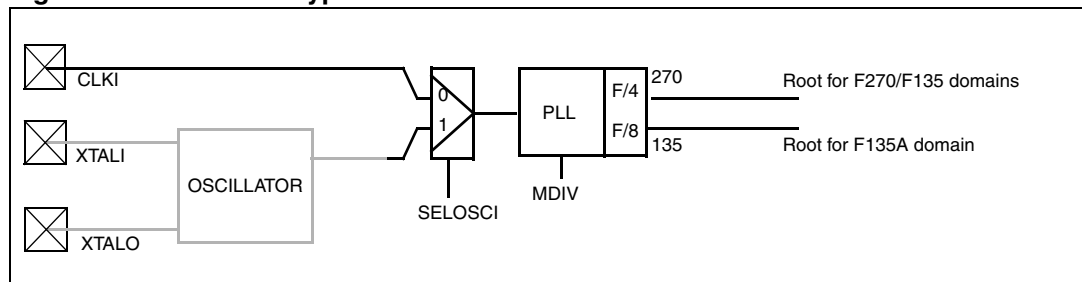 CLKI
XTALI
XTALO
OSCILLATOR
0
1
SELOSCI
PLL
MDIV
F/4
F/8
270
135
Root for F270/F135 domains
Root for F135A domain